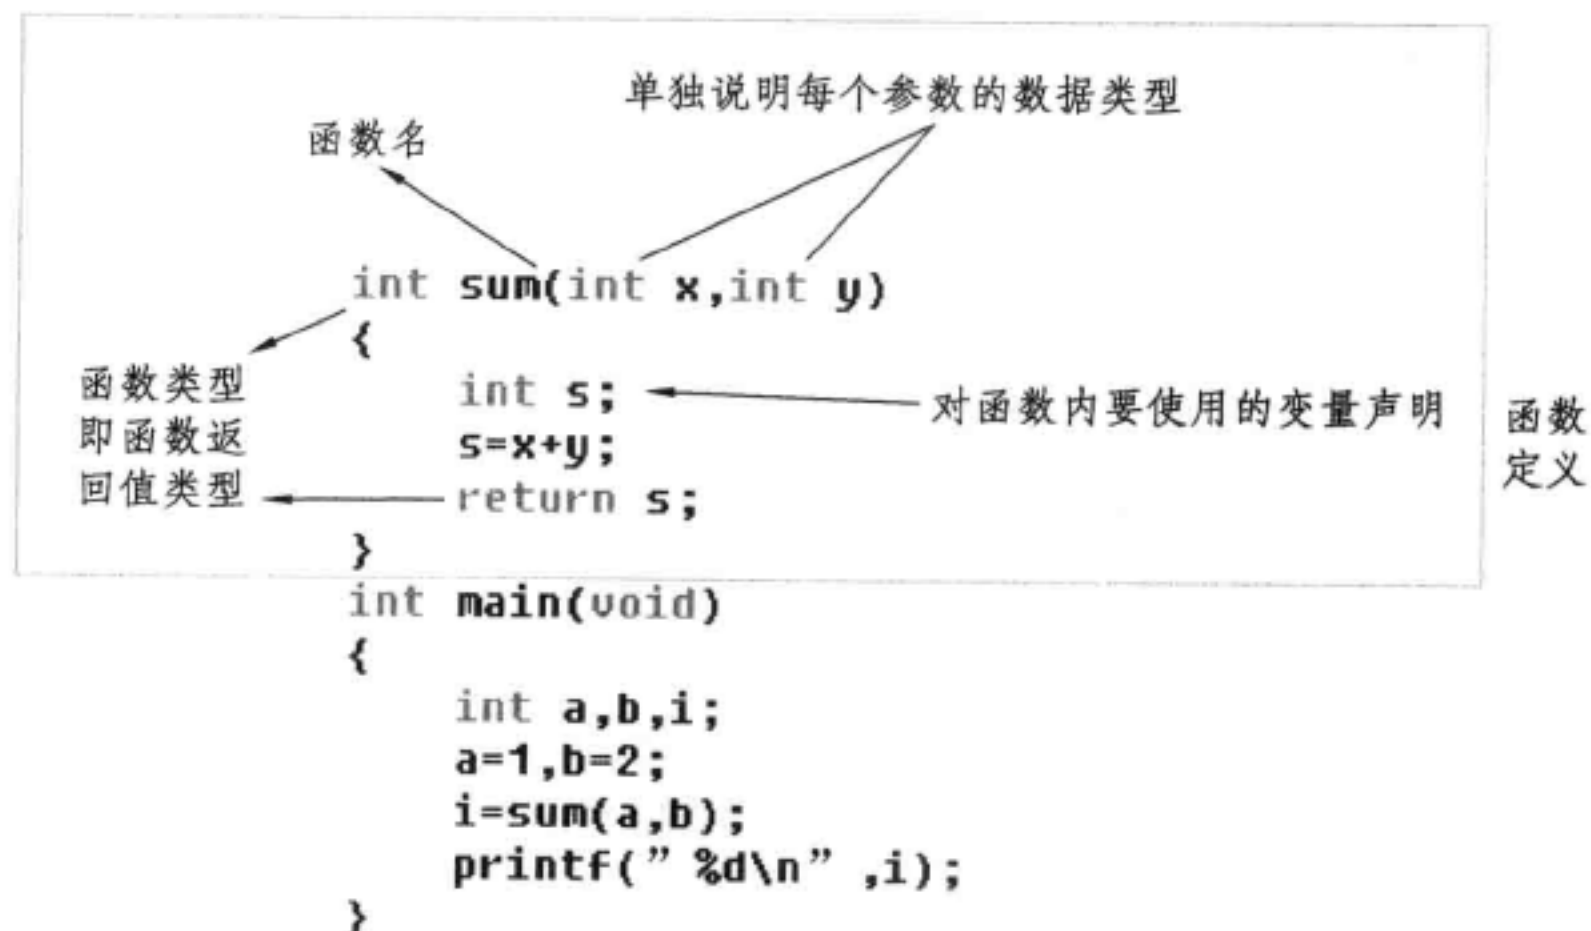 单独说明每个参数的数据类型
函数名
int sum(int x,int y)
{
函数类型
即函数返
回值类型
int s;
对函数内要使用的变量声明
s=x+y;
return s;
}
函数
定义
int main(void)
{
int a,b,i;
a=1,b=2;
i=sum(a,b);
printf(” %d\n” ,i);
}